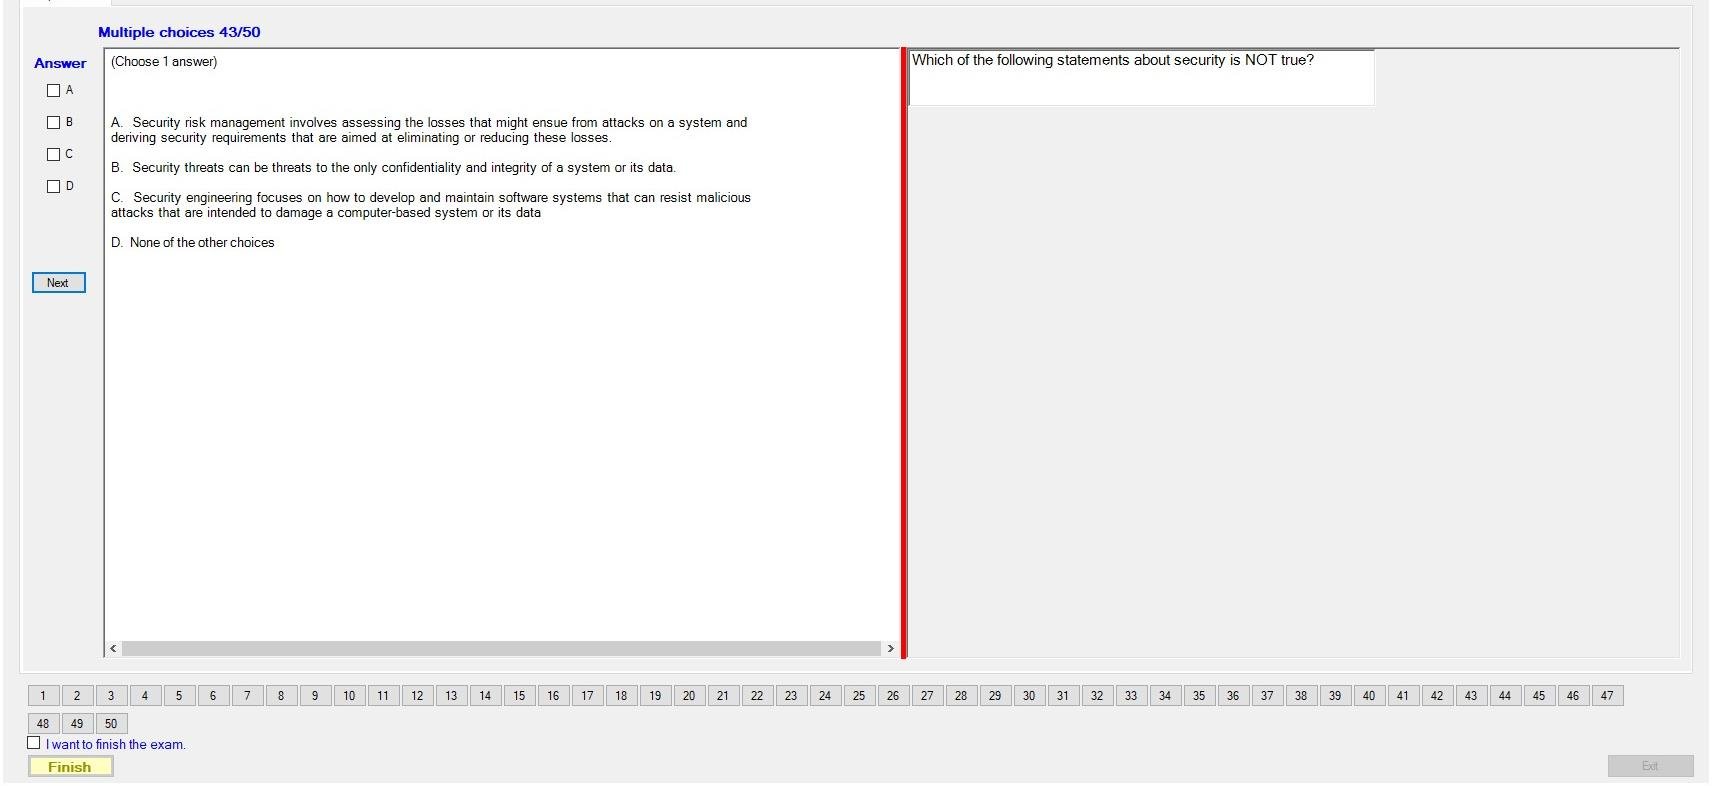 Multiple choices 43/50
Answer
A
B
C
D
Next
(Choose 1 answer)
A. Security risk management involves assessing the losses that might ensue from attacks on a system and
deriving security requirements that are aimed at eliminating or reducing these losses.
B. Security threats can be threats to the only confidentiality and integrity of a system or its data.
C. Security engineering focuses on how to develop and maintain software systems that can resist malicious
attacks that are intended to damage a computer-based system or its data
D. None of the other choices
Which of the following statements about security is NOT true?
1 2 3 4 5 6 7 8 9 10 11 12 13 14 15 16 17 18 19 20 21 22 23 24 25 26 27 28 29 30 31 32 33 34 35 36 37 38 39 40 41 42 43 44 45 46 47
48 49 50
I want to finish the exam.
Finish
Exit